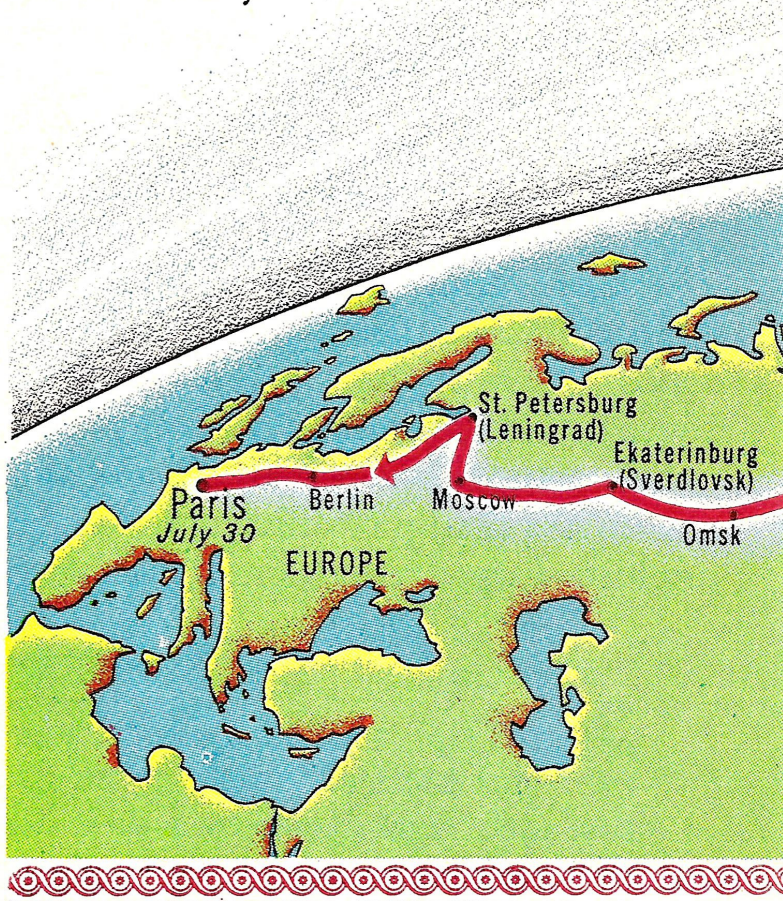 St. Petersburg
(Leningrad)
Ekaterinburg
(Sverdlovsk)
Paris
July 30
Berlin
Moscow
Omsk
EUROPE